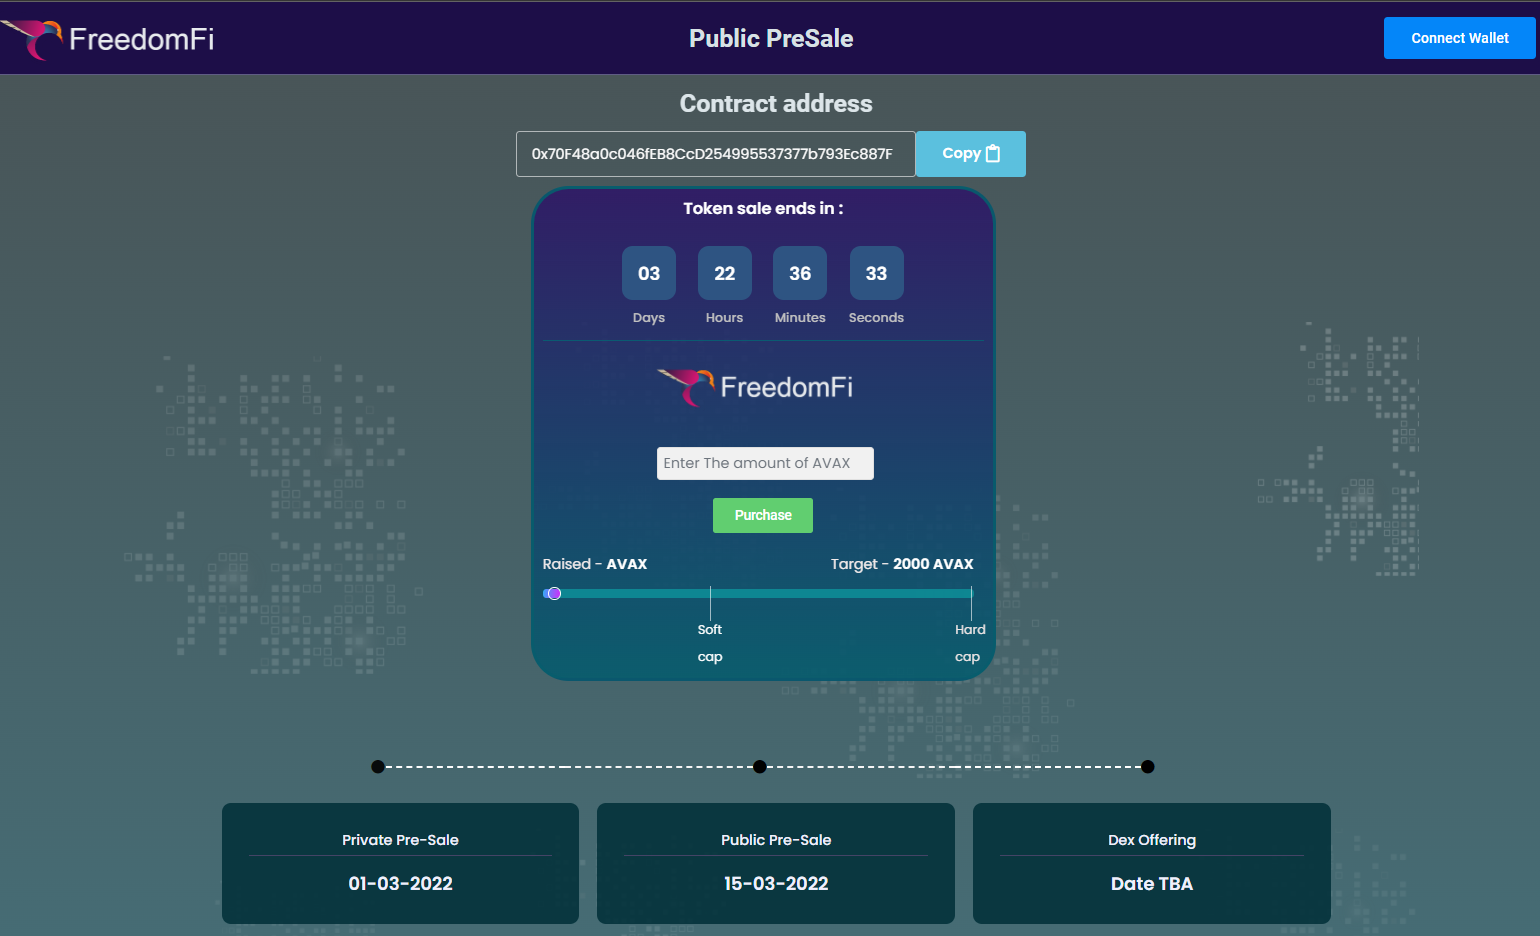 FreedomFi
Public PreSale
Connect Wallet
Contract address
0x70F48a0c046fEB8CcD254995537377b793Ec887F
Copy
Token sale ends in :
03 22 36 33
Days Hours Minutes Seconds
FreedomFi
Enter The amount of AVAX
Purchase
Raised - AVAX Target - 2000 AVAX
Soft Hard
cap cap
Private Pre-Sale
01-03-2022
Public Pre-Sale
15-03-2022
Dex Offering
Date TBA